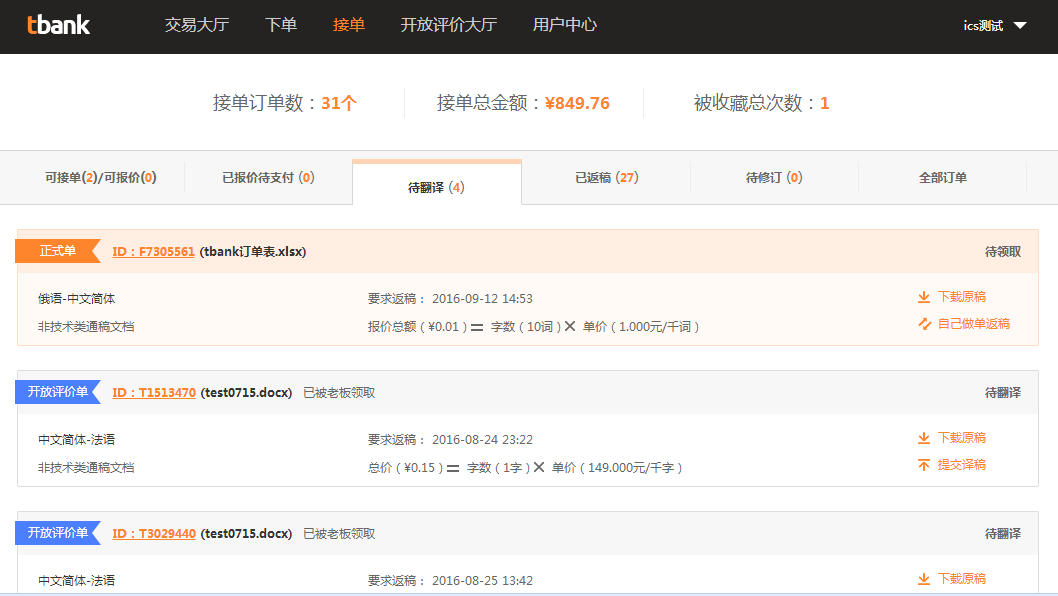 tbank 交易大厅 下单 接单 开放评价大厅 用户中心 ics测试
接单订单数：31个 接单总金额：¥849.76 被收藏总次数：1
可接单(2)/可报价(0) 已报价待支付 (0) 待翻译 (4) 已返稿 (27) 待修订 (0) 全部订单
正式单 ID：F7305561 (tbank订单表.xlsx) 待领取
俄语-中文简体 要求返稿： 2016-09-12 14:53 下载原稿
非技术类通稿文档 报价总额 ( ¥0.01 ) = 字数 ( 10词 ) × 单价 ( 1.000元/千词 ) 自己做单返稿
开放评价单 ID：T1513470 (test0715.docx) 已被老板领取 待翻译
中文简体-法语 要求返稿： 2016-08-24 23:22 下载原稿
非技术类通稿文档 总价 ( ¥0.15 ) = 字数 ( 1字 ) × 单价 ( 149.000元/千字 ) 提交译稿
开放评价单 ID：T3029440 (test0715.docx) 已被老板领取 待翻译
中文简体-法语 要求返稿： 2016-08-25 13:42 下载原稿